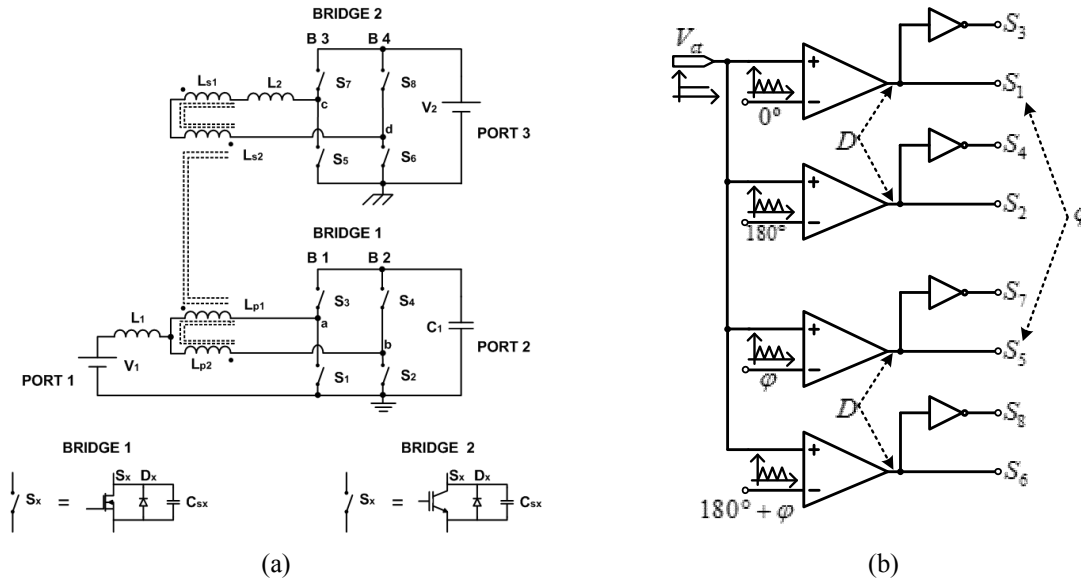 BRIDGE 2
B 3 B 4
Ls1 L2 S7 S8
c
V2
d
PORT 3
Ls2 S5 S6
BRIDGE 1
B 1 B 2
Lp1 S3 S4
L1 a C1
V1 Lp2 b PORT 2
PORT 1 S1 S2
BRIDGE 1
Sx = Sx Dx Csx
BRIDGE 2
Sx = Sx Dx Csx
(a)
Vct
+ −
0°
S3
S1
D
+ −
180°
S4
S2
φ
+ −
φ
S7
S5
D
+ −
180° + φ
S8
S6
(b)